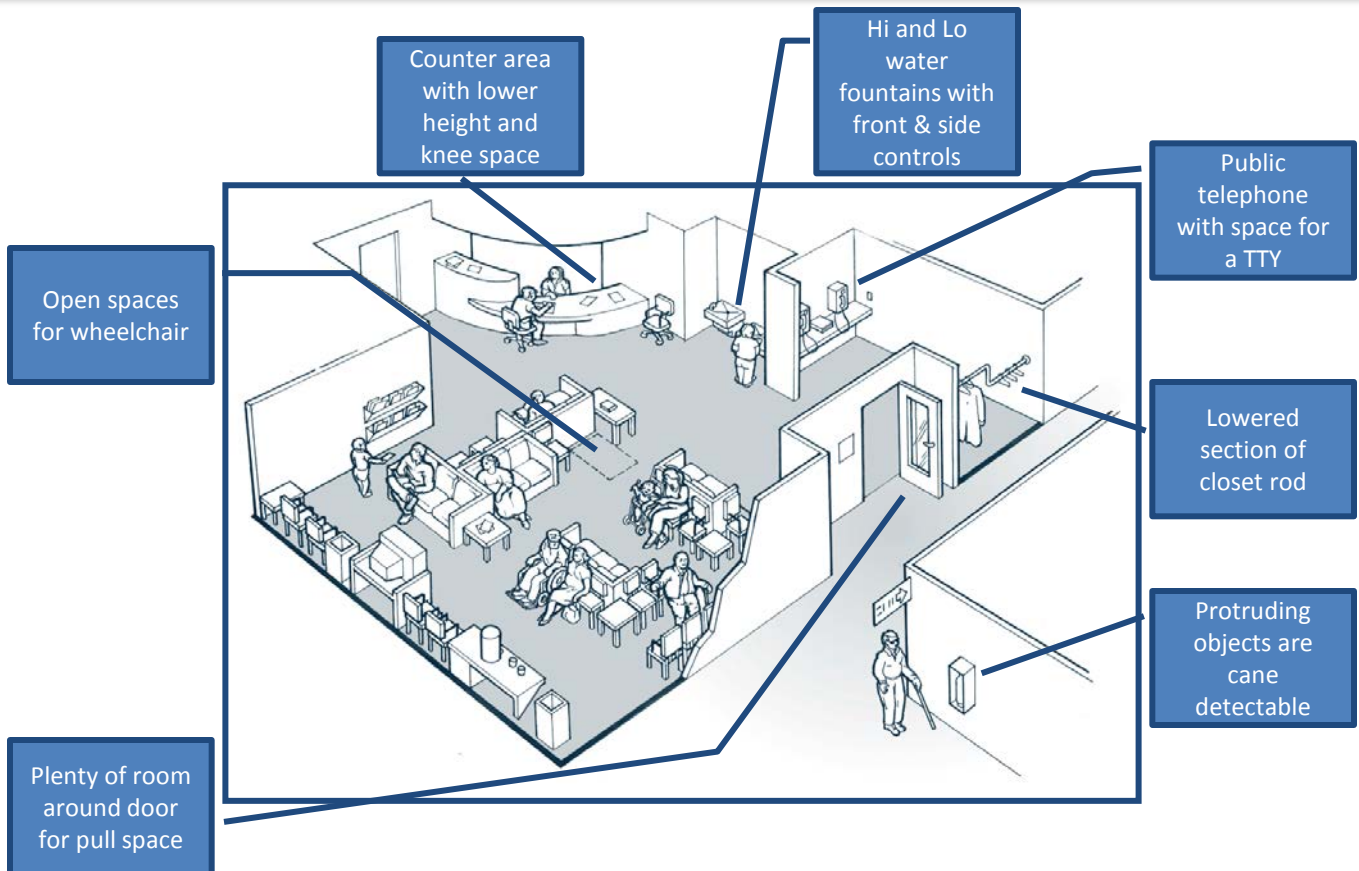 Counter area
with lower
height and
knee space
Hi and Lo
water
fountains with
front & side
controls
Public
telephone
with space for
a TTY
Open spaces
for wheelchair
Lowered
section of
closet rod
Protruding
objects are
cane
detectable
Plenty of room
around door
for pull space